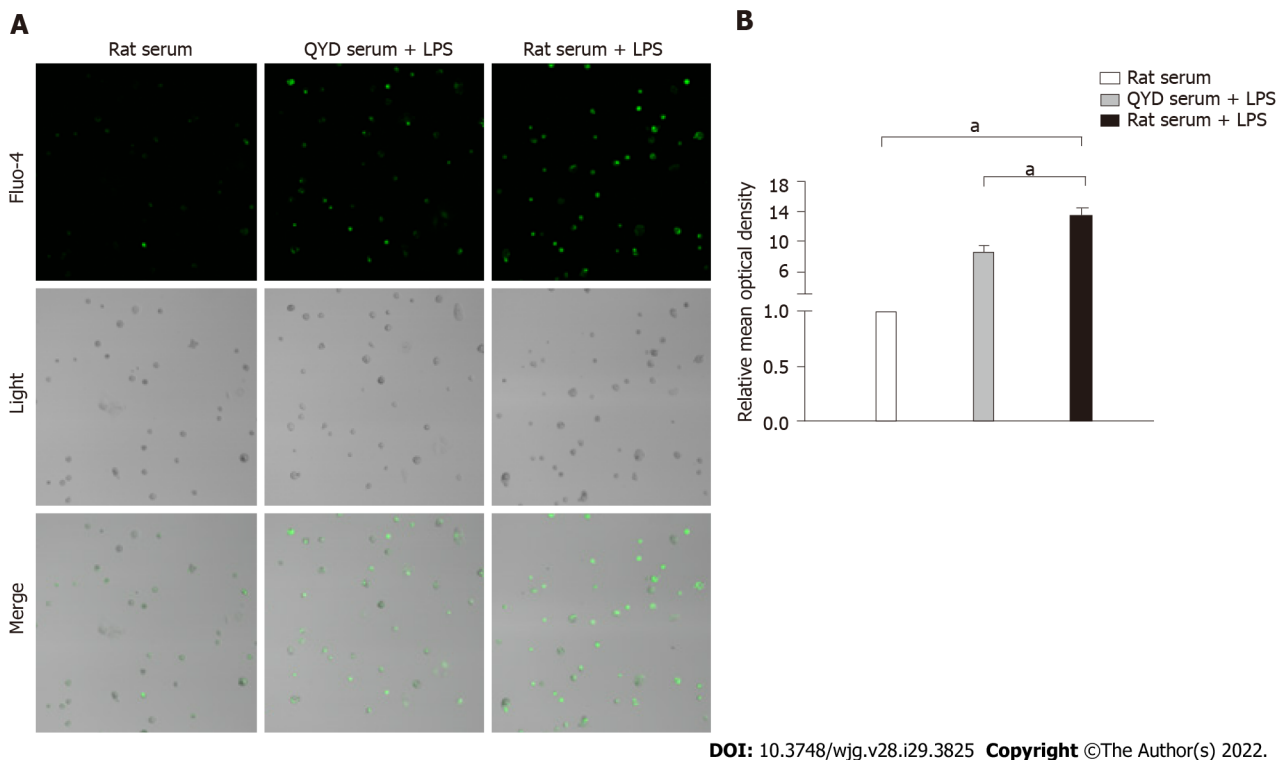 A
Rat serum QYD serum + LPS Rat serum + LPS
Fluo-4
Light
Merge
B
Rat serum
QYD serum + LPS
Rat serum + LPS
a
a
Relative mean optical density
18
14
10
6
1.0
0.5
0.0
DOI: 10.3748/wjg.v28.i29.3825 Copyright ©The Author(s) 2022.